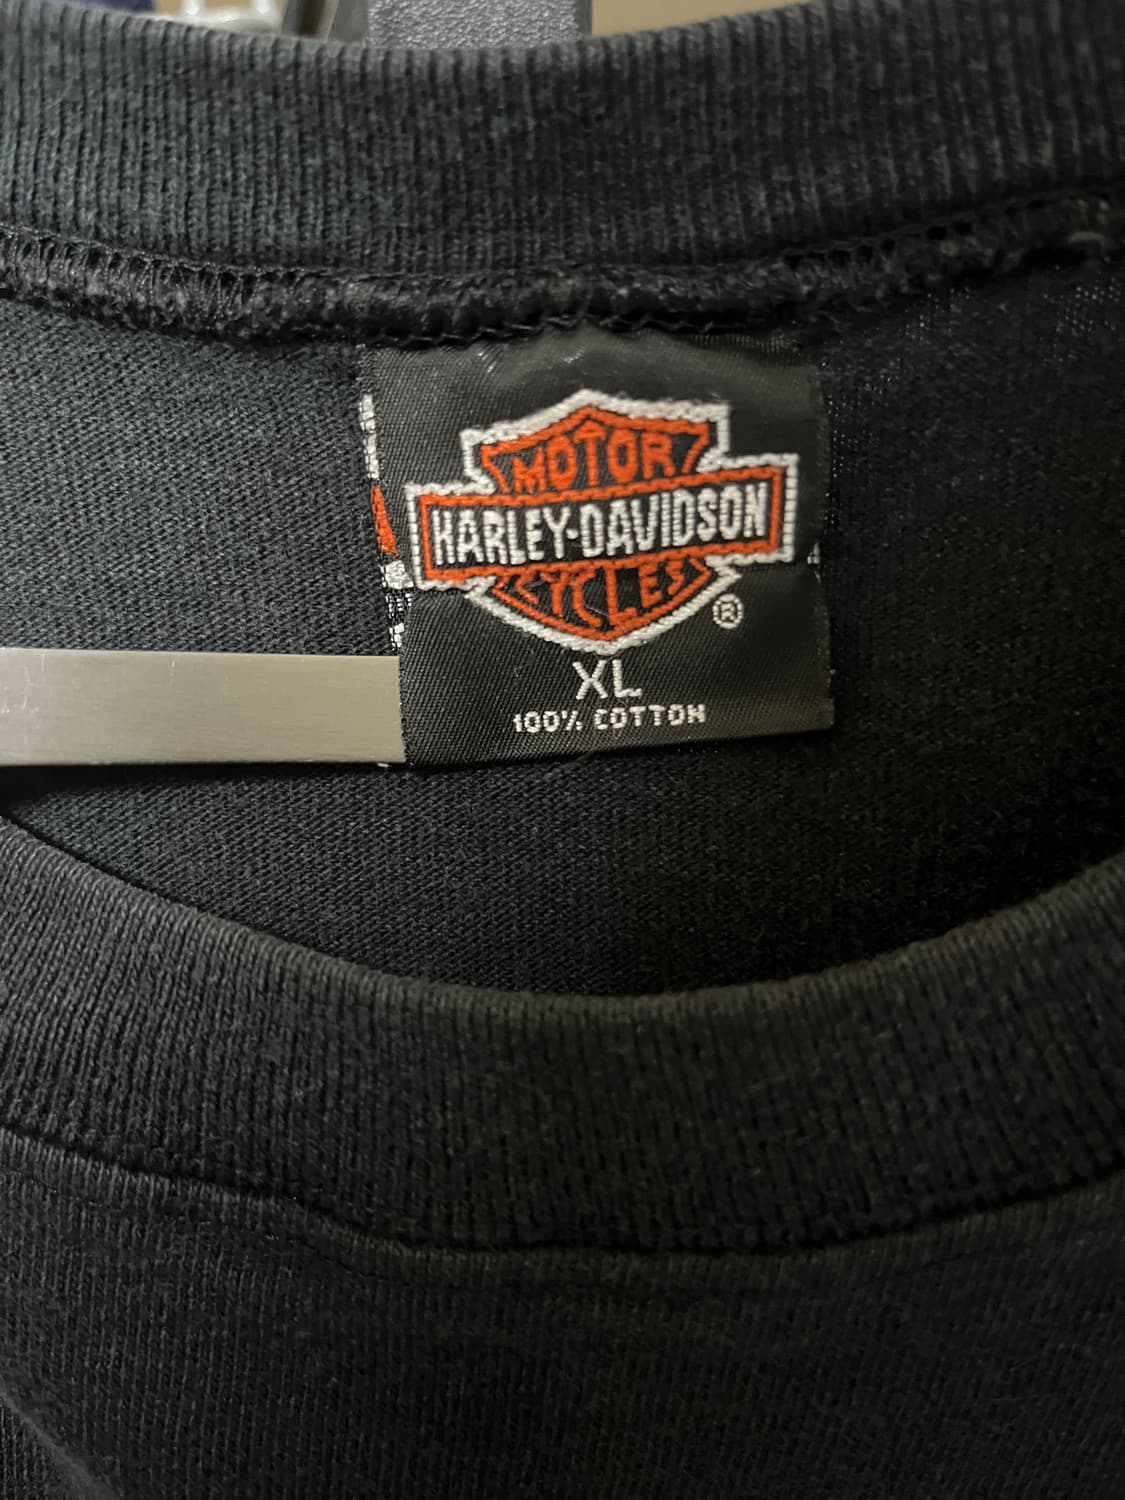 MOTOR
HARLEY-DAVIDSON
CYCLES
®
XL
100% COTTON